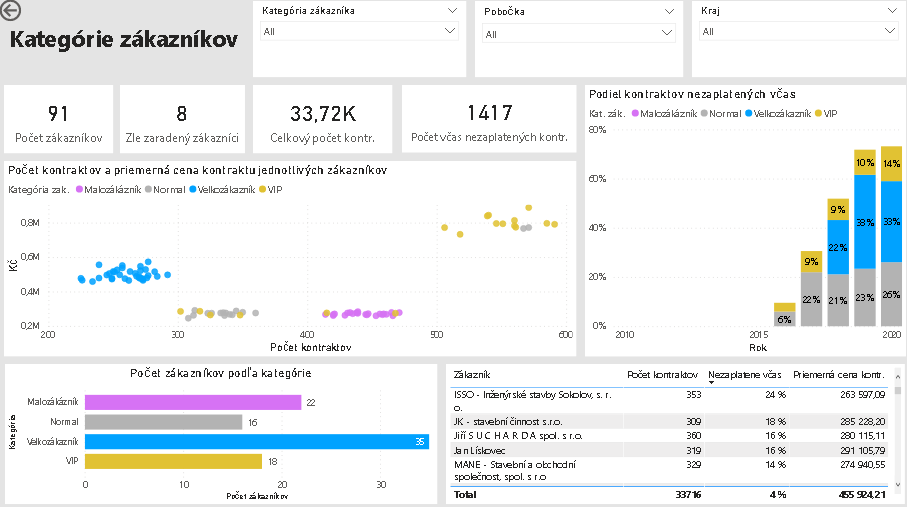 Kategórie zákazníkov
Kategória zákazníka
All
Pobočka
All
Kraj
All
91
Počet zákazníkov
8
Zle zaradený zákazníci
33,72K
Celkový počet kontr.
1417
Počet včas nezaplatených kontr.
Počet kontraktov a priemerná cena kontraktu jednotlivých zákazníkov
Kategória zak. Malozákázník Normal Velkozákazník VIP
Kč
0,8M
0,6M
0,4M
0,2M
200 300 400 500 600
Počet kontraktov
Podiel kontraktov nezaplatených včas
Kat. zák. Malozákázník Normal Velkozákazník VIP
80%
60%
40%
20%
0%
6%
9%
22%
9%
22%
21%
10%
38%
23%
14%
33%
26%
2010 2015 2020
Rok
Počet zákazníkov podľa kategórie
Kategória
Malozákázník 22
Normal 16
Velkozákazník 35
VIP 18
0 10 20 30
Počet zákazníkov
Zákazník Počet kontraktov Nezaplatene včas Priemerná cena kontr.
ISSO - Inženýrské stavby Sokolov, s. r. 353 24 % 263 597,09
o.
JK - stavební činnost s.r.o. 309 18 % 285 228,20
Jiří S U C H A R D A spol. s r.o. 360 16 % 280 115,11
Jan Lískovec 319 16 % 291 105,79
MANE - Stavební a obchodní 329 14 % 274 940,55
společnost, spol. s r.o
Total 33716 4 % 455 924,21